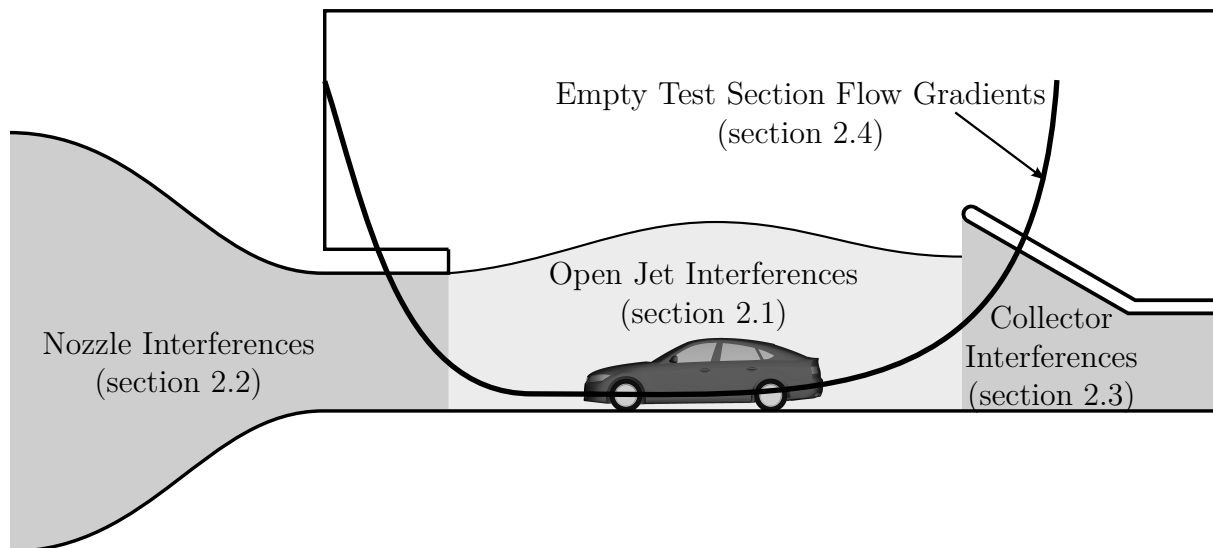 Empty Test Section Flow Gradients
(section 2.4)
Open Jet Interferences
(section 2.1)
Nozzle Interferences
(section 2.2)
Collector
Interferences
(section 2.3)